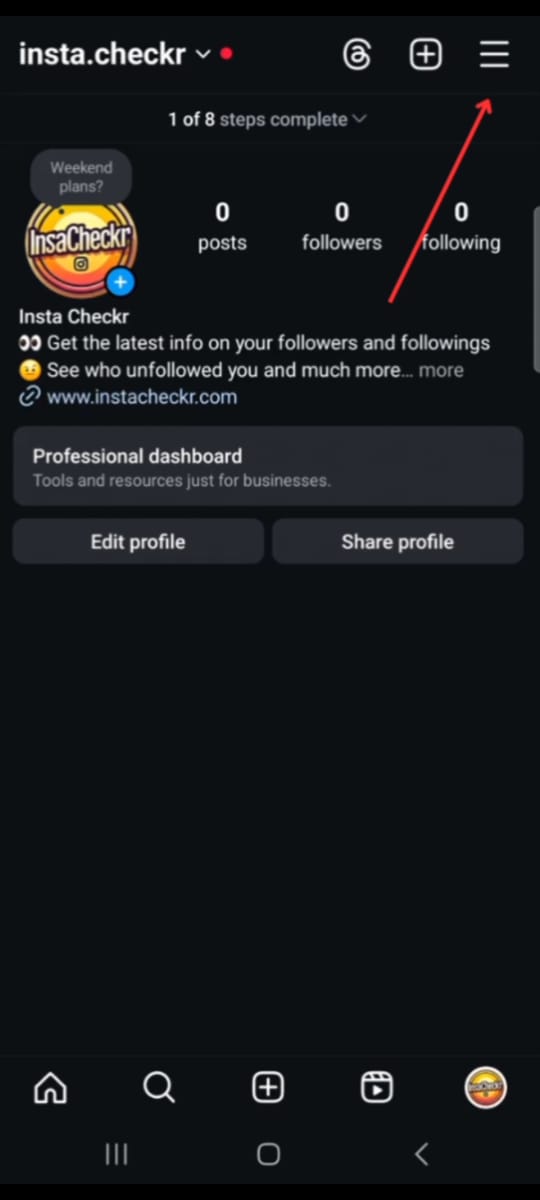 insta.checkr
1 of 8 steps complete
Weekend
plans?
InsaCheckr
0
posts
0
followers
0
following
Insta Checkr
👀 Get the latest info on your followers and followings
🤨 See who unfollowed you and much more... more
www.instacheckr.com
Professional dashboard
Tools and resources just for businesses.
Edit profile
Share profile
InsaCheckr